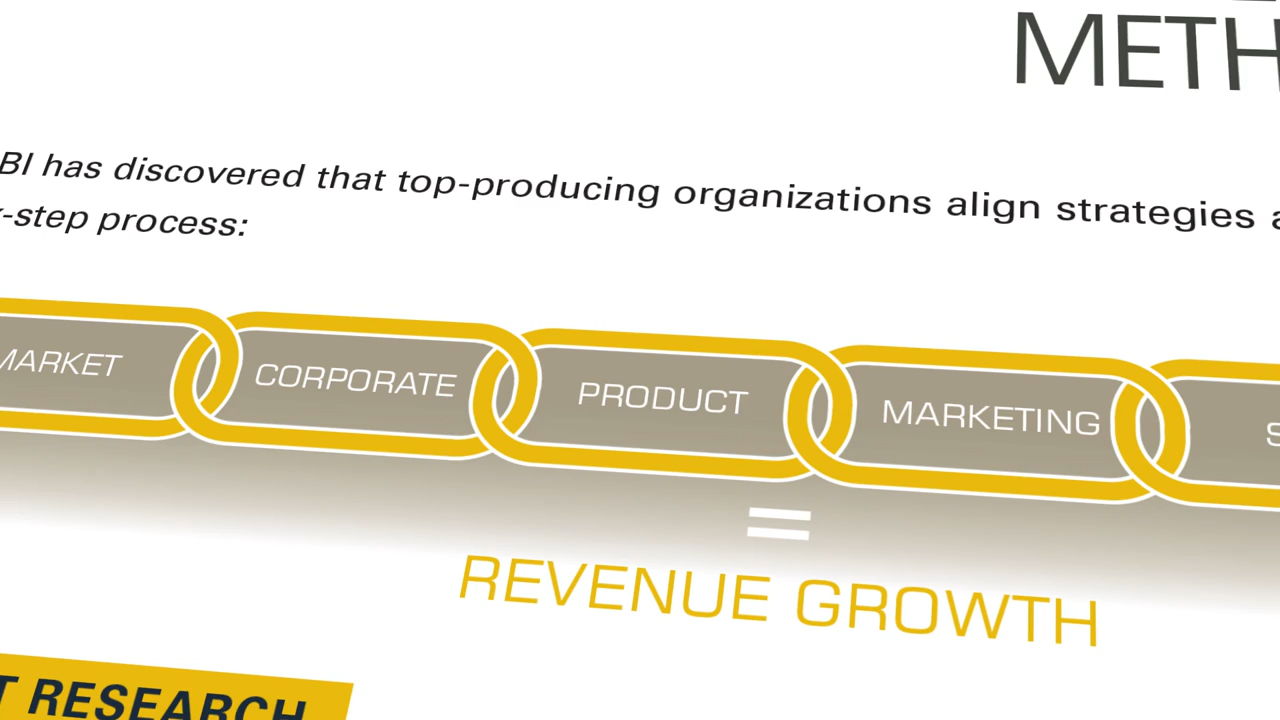 METH
BI has discovered that top-producing organizations align strategies a
-step process:
MARKET CORPORATE PRODUCT MARKETING S
=
REVENUE GROWTH
T RESEARCH